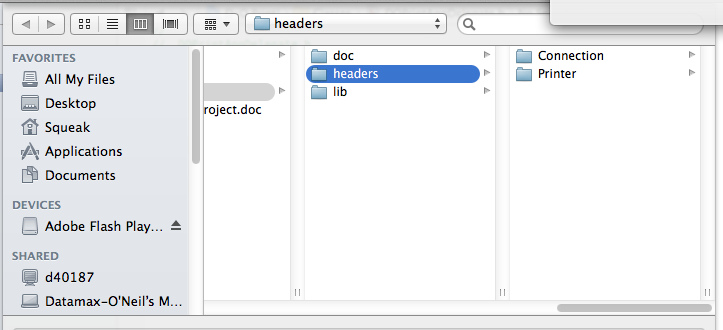 headers
FAVORITES
All My Files
Desktop
Squeak
Applications
Documents
DEVICES
Adobe Flash Play...
SHARED
d40187
Datamax-O'Neil's M...
roject.doc
doc
headers
lib
Connection
Printer